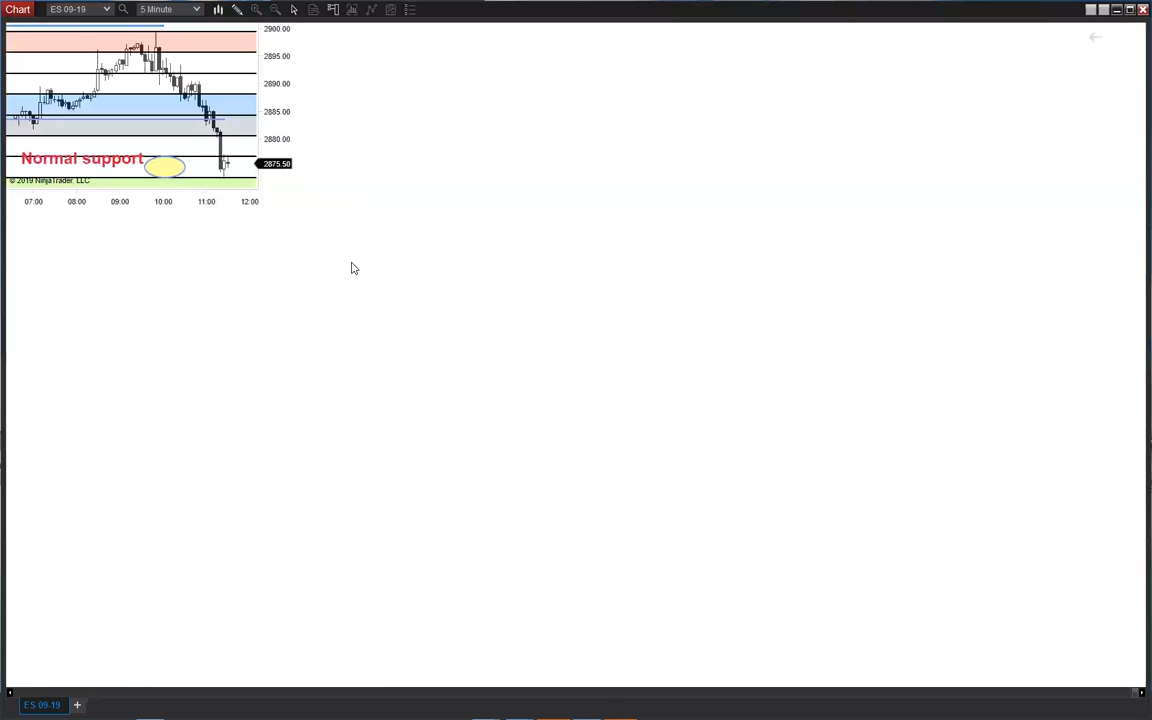 Chart ES 09-19 5 Minute
2900.00
2895.00
2890.00
2885.00
2880.00
Normal support
2875.50
© 2019 NinjaTrader, LLC
07:00 08:00 09:00 10:00 11:00 12:00
ES 09-19